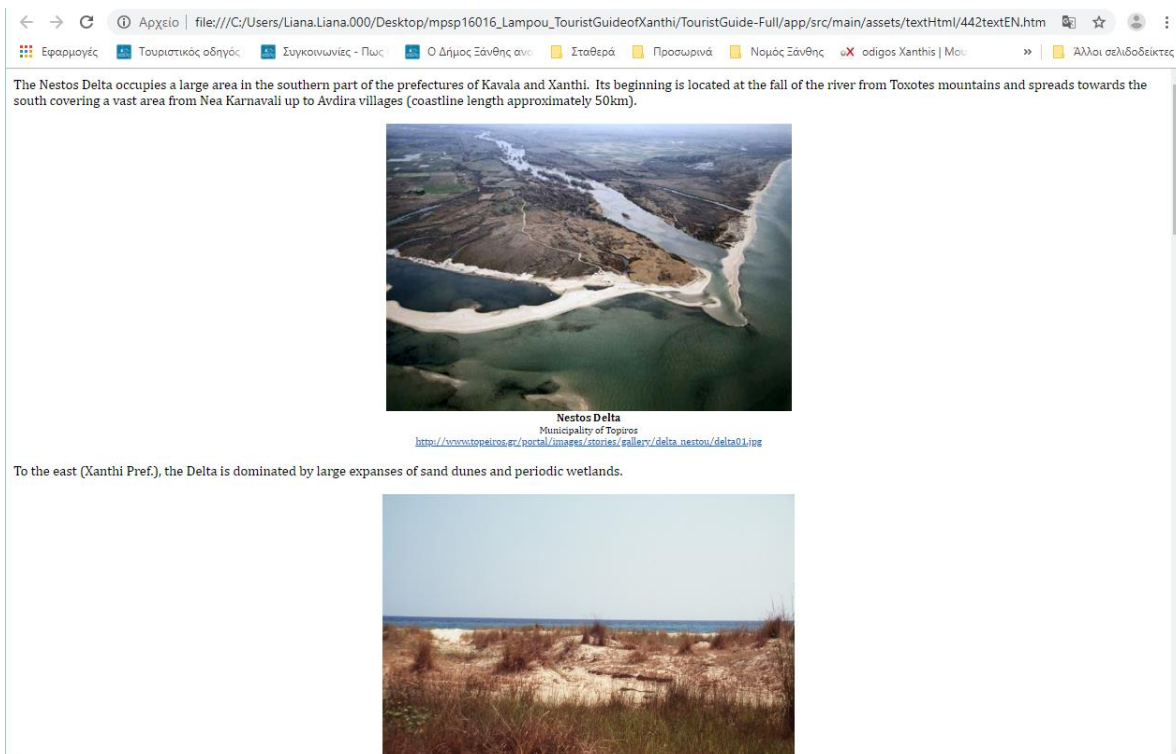 Αρχείο | file:///C:/Users/Liana.Liana.000/Desktop/mpsp16016_Lampou_TouristGuideofXanthi/TouristGuide-Full/app/src/main/assets/textHtml/442textEN.htm
Εφαρμογές Τουριστικός οδηγός Συγκοινωνίες - Πως Ο Δήμος Ξάνθης ανα Σταθερά Προσωρινά Νομός Ξάνθης odigos Xanthis | Μου » Άλλοι σελιδοδείκτες
The Nestos Delta occupies a large area in the southern part of the prefectures of Kavala and Xanthi. Its beginning is located at the fall of the river from Toxotes mountains and spreads towards the
south covering a vast area from Nea Karnavali up to Avdira villages (coastline length approximately 50km).
Nestos Delta
Municipality of Topiros
http://www.topeiros.gr/portal/images/stories/gallery/delta_nestou/delta01.jpg
To the east (Xanthi Pref.), the Delta is dominated by large expanses of sand dunes and periodic wetlands.